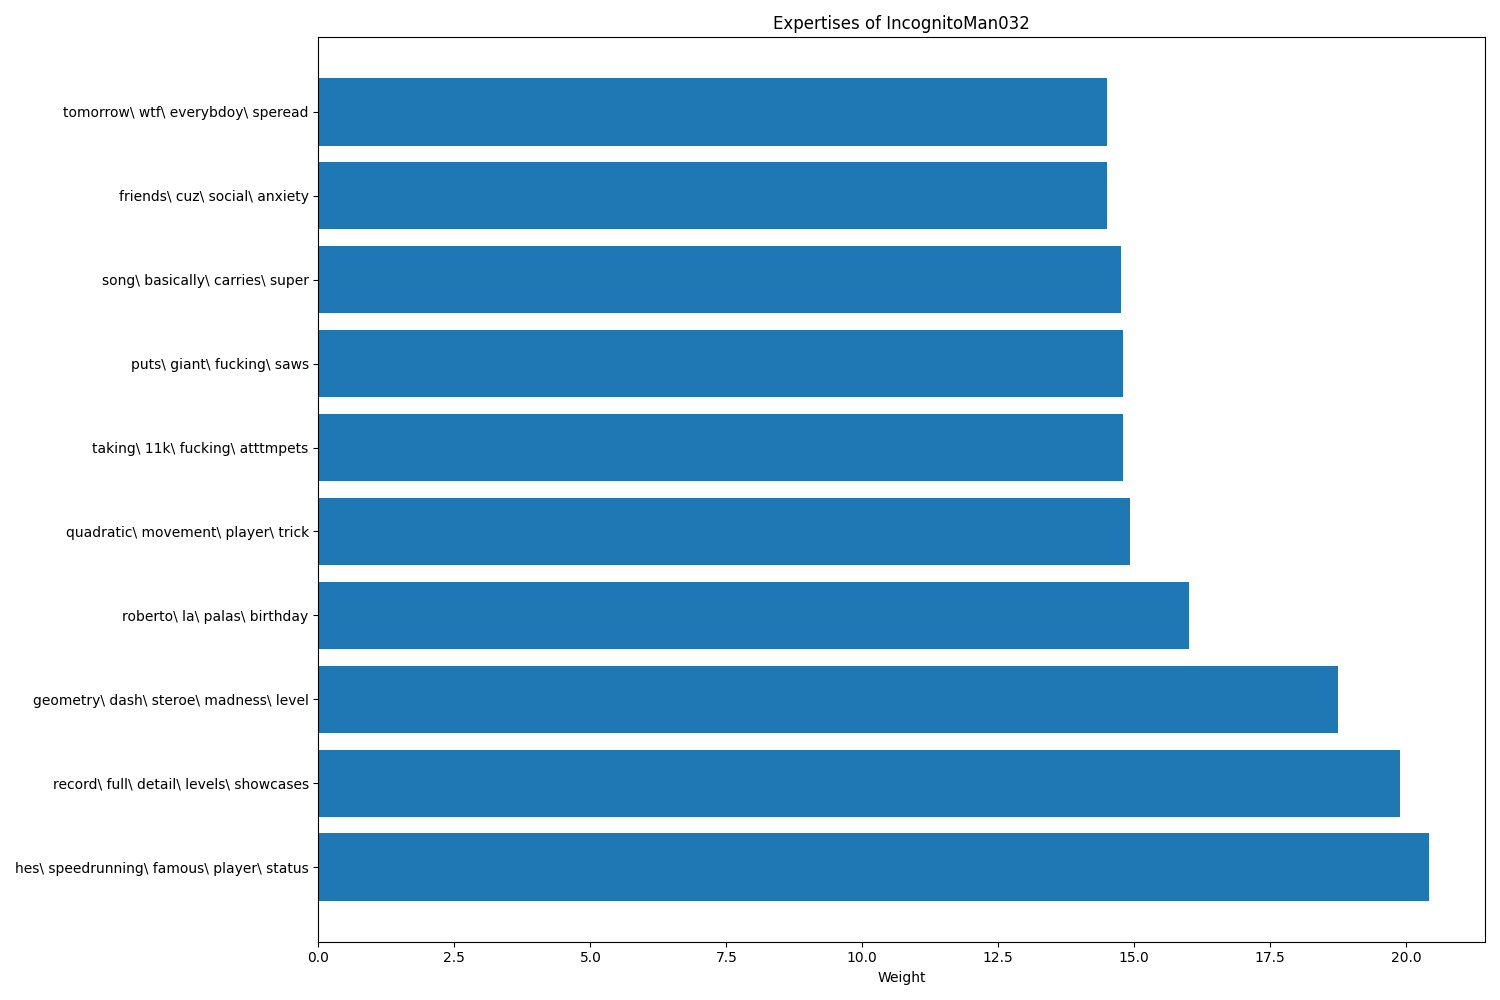 Expertises of IncognitoMan032
tomorrow\ wtf\ everybdoy\ speread
friends\ cuz\ social\ anxiety
song\ basically\ carries\ super
puts\ giant\ fucking\ saws
taking\ 11k\ fucking\ atttmpets
quadratic\ movement\ player\ trick
roberto\ la\ palas\ birthday
geometry\ dash\ steroe\ madness\ level
record\ full\ detail\ levels\ showcases
hes\ speedrunning\ famous\ player\ status
0.0 2.5 5.0 7.5 10.0 12.5 15.0 17.5 20.0
Weight